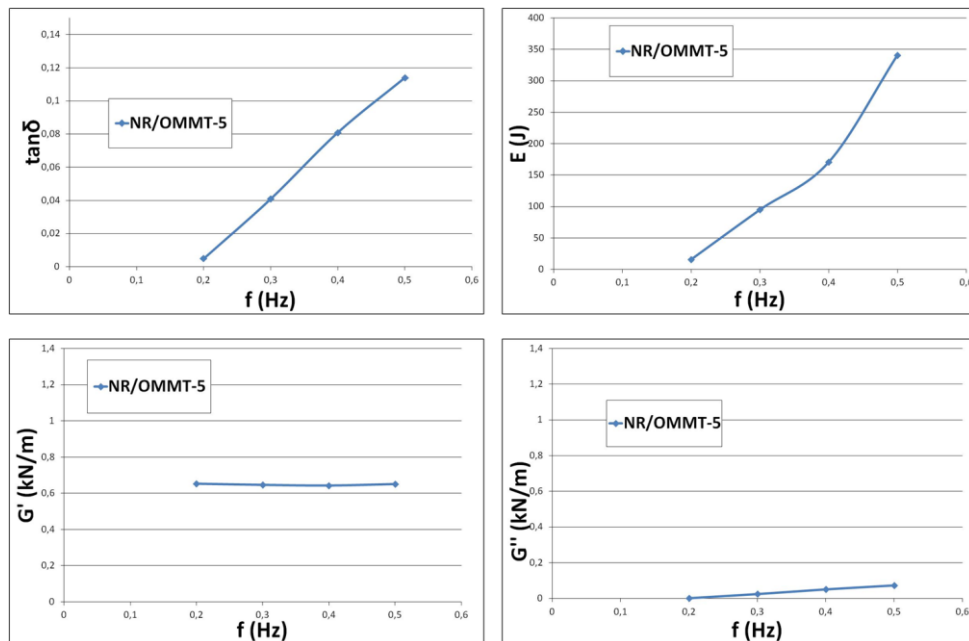 tanδ
0,14
0,12
0,1
0,08
0,06
0,04
0,02
0
NR/OMMT-5
0 0,1 0,2 0,3 0,4 0,5 0,6
f (Hz)
E (J)
400
350
300
250
200
150
100
50
0
NR/OMMT-5
0 0,1 0,2 0,3 0,4 0,5 0,6
f (Hz)
G' (kN/m)
1,4
1,2
1
0,8
0,6
0,4
0,2
0
NR/OMMT-5
0 0,1 0,2 0,3 0,4 0,5 0,6
f (Hz)
G'' (kN/m)
1,4
1,2
1
0,8
0,6
0,4
0,2
0
NR/OMMT-5
0 0,1 0,2 0,3 0,4 0,5 0,6
f (Hz)